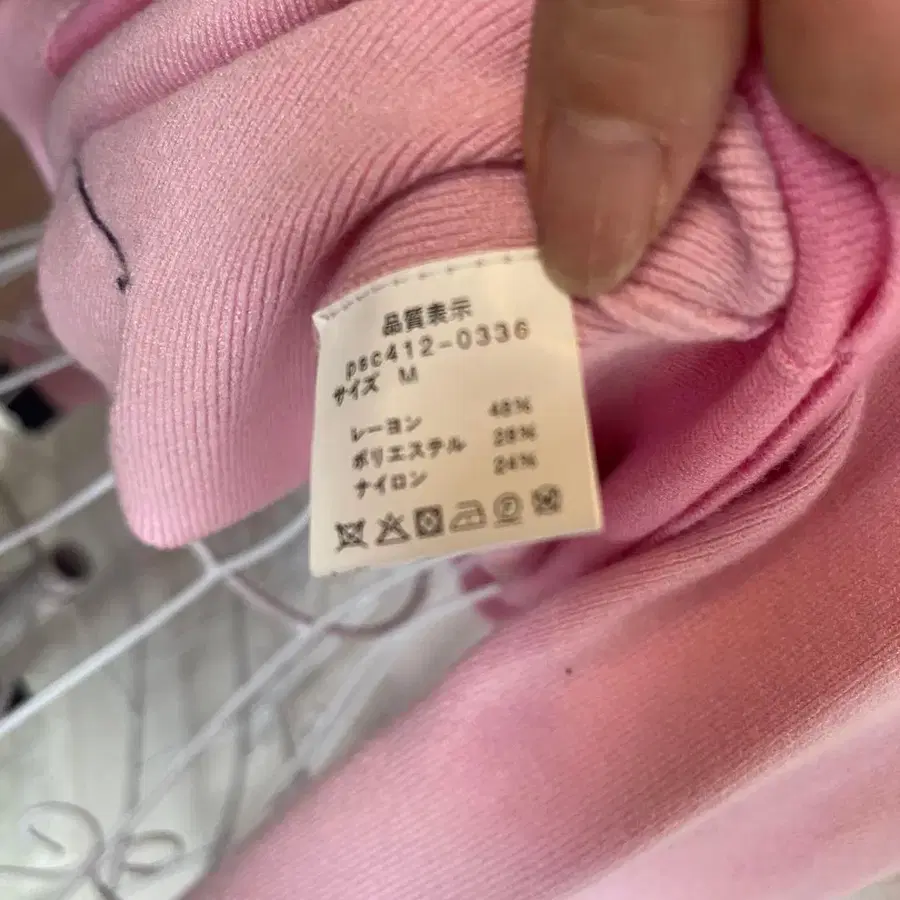 品質表示
psc412-0336
サイズ M
レーヨン 48%
ポリエステル 28%
ナイロン 24%